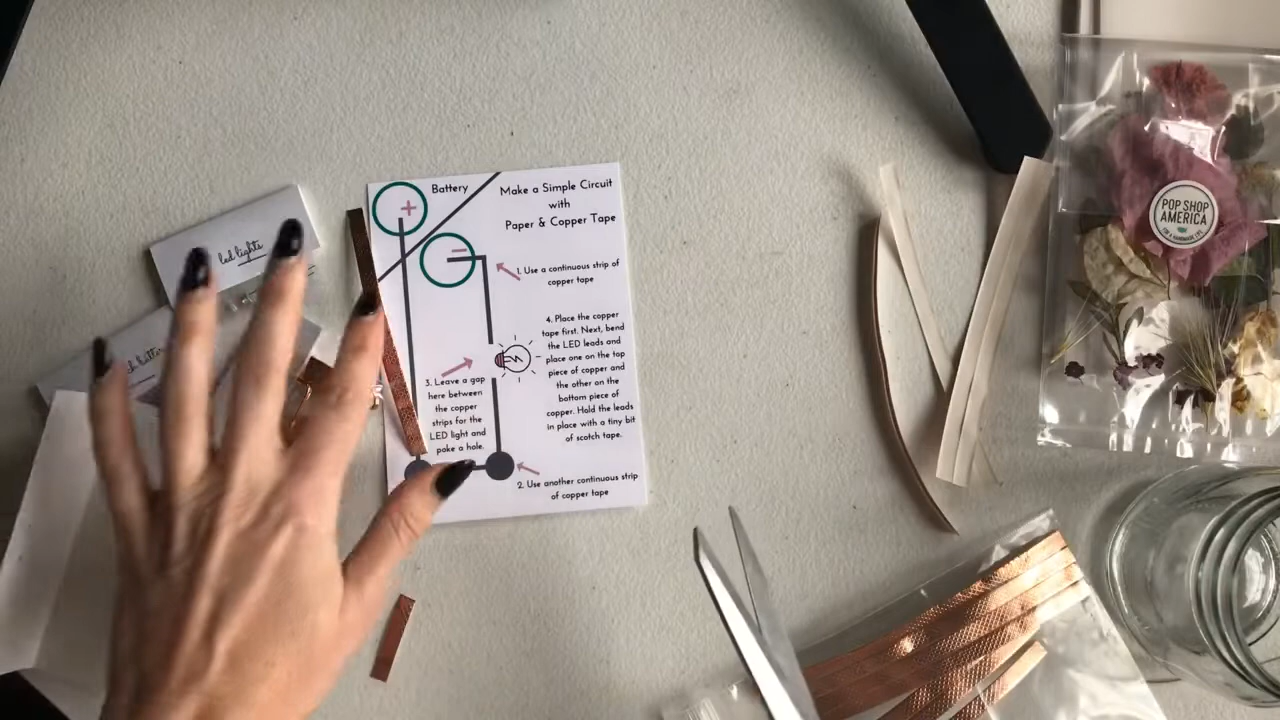 led lights
Battery
+
Make a Simple Circuit
with
Paper & Copper Tape
1. Use a continuous strip of
copper tape
4. Place the copper
tape first. Next, bend
the LED leads and
place one on the top
piece of copper and
the other on the
bottom piece of
copper. Hold the leads
in place with a tiny bit
of scotch tape.
3. Leave a gap
here between
the copper
strips for the
LED light and
poke a hole.
2. Use another continuous strip
of copper tape
POP SHOP
AMERICA